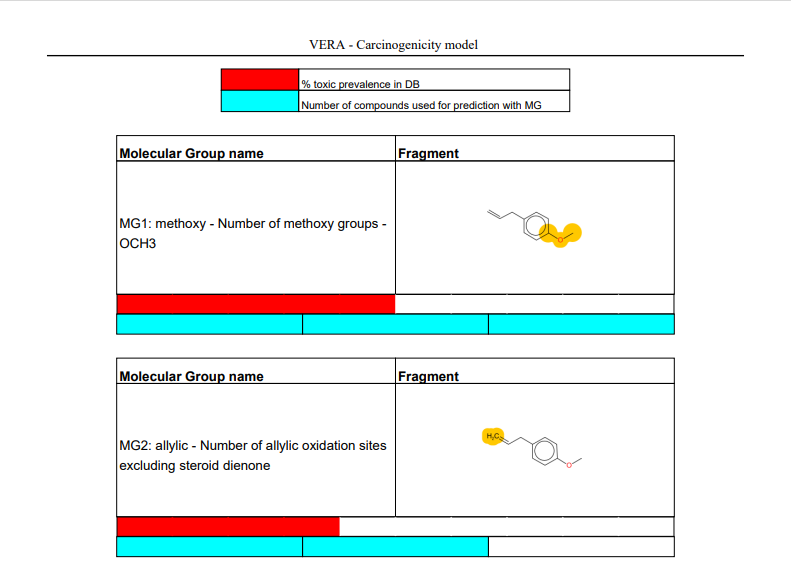 VERA - Carcinogenicity model
% toxic prevalence in DB
Number of compounds used for prediction with MG
Molecular Group name
Fragment
MG1: methoxy - Number of methoxy groups -
OCH3
O
Molecular Group name
Fragment
MG2: allylic - Number of allylic oxidation sites
excluding steroid dienone
H₂C
O